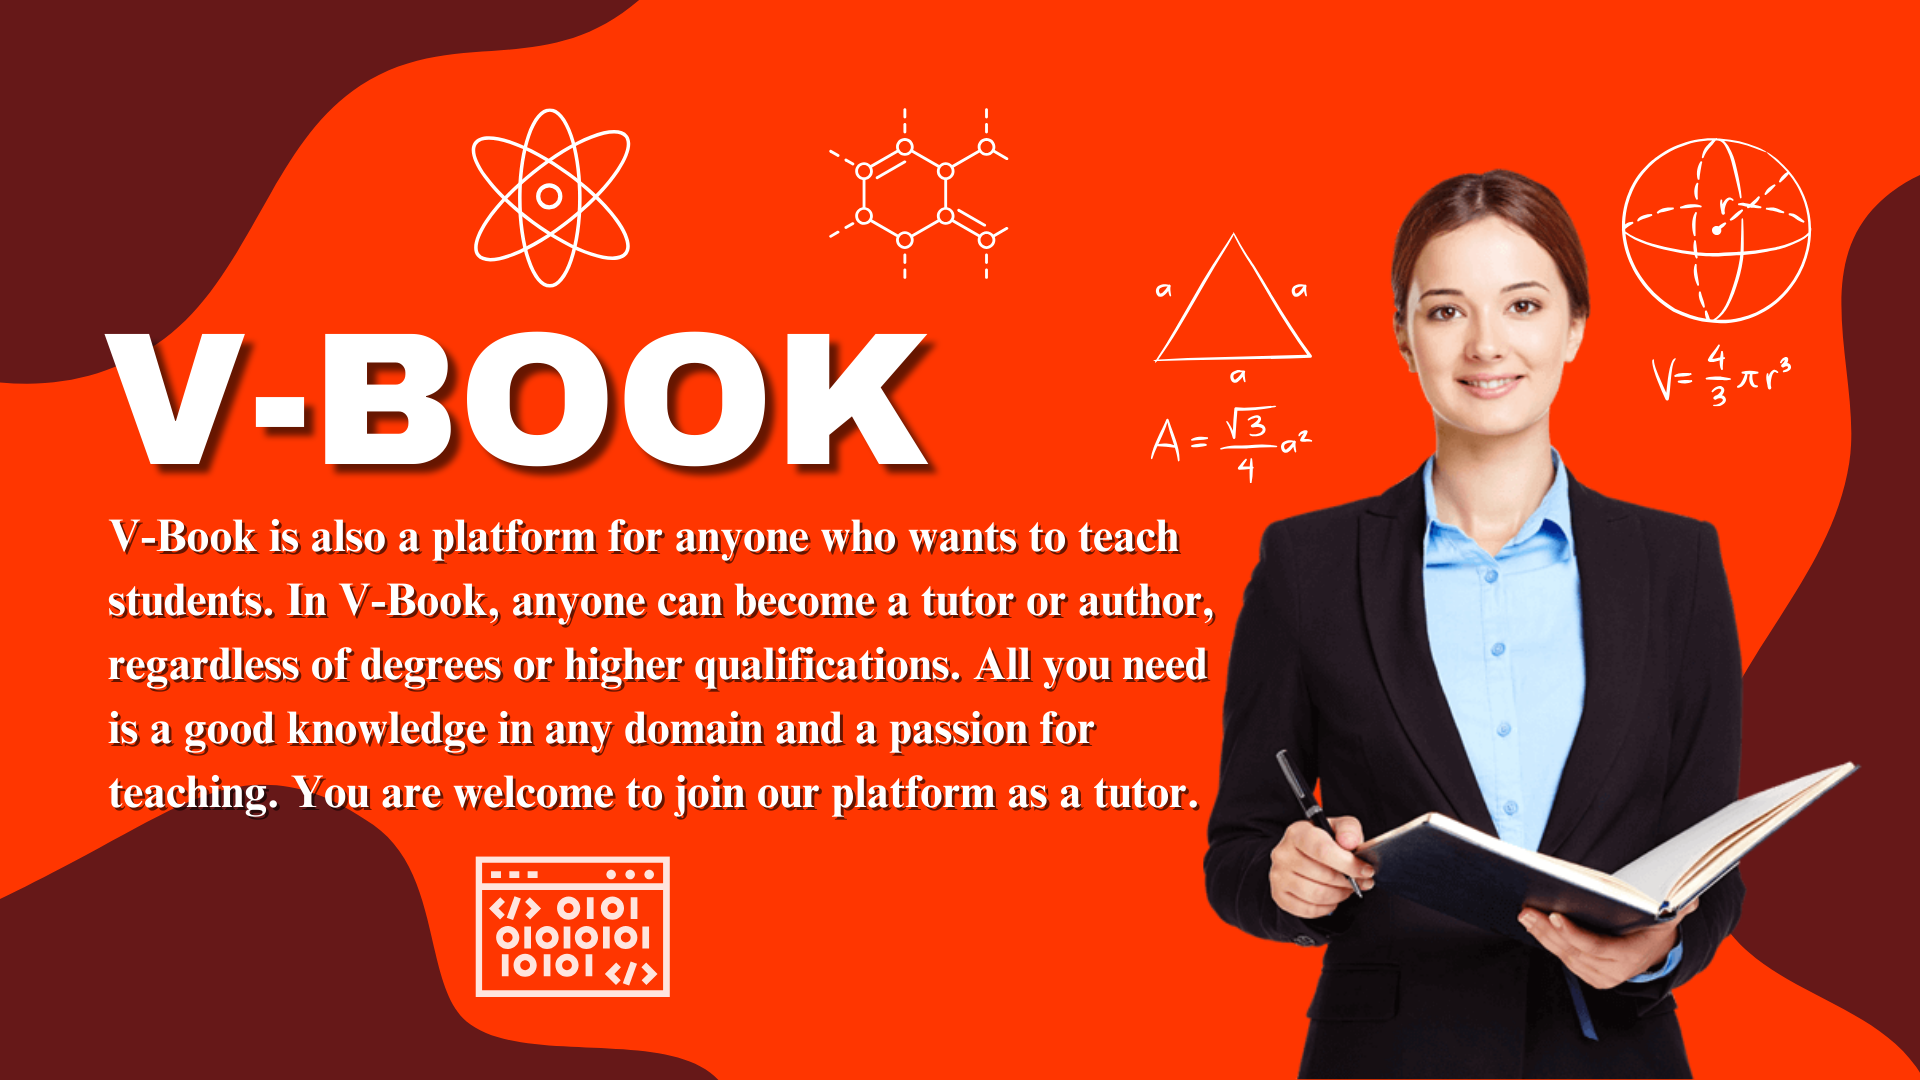 V-BOOK
V-Book is also a platform for anyone who wants to teach
students. In V-Book, anyone can become a tutor or author,
regardless of degrees or higher qualifications. All you need
is a good knowledge in any domain and a passion for
teaching. You are welcome to join our platform as a tutor.
a a
a
A = √3/4 a²
r
V= 4/3 π r³
</> 0101
01010101
10101 </>